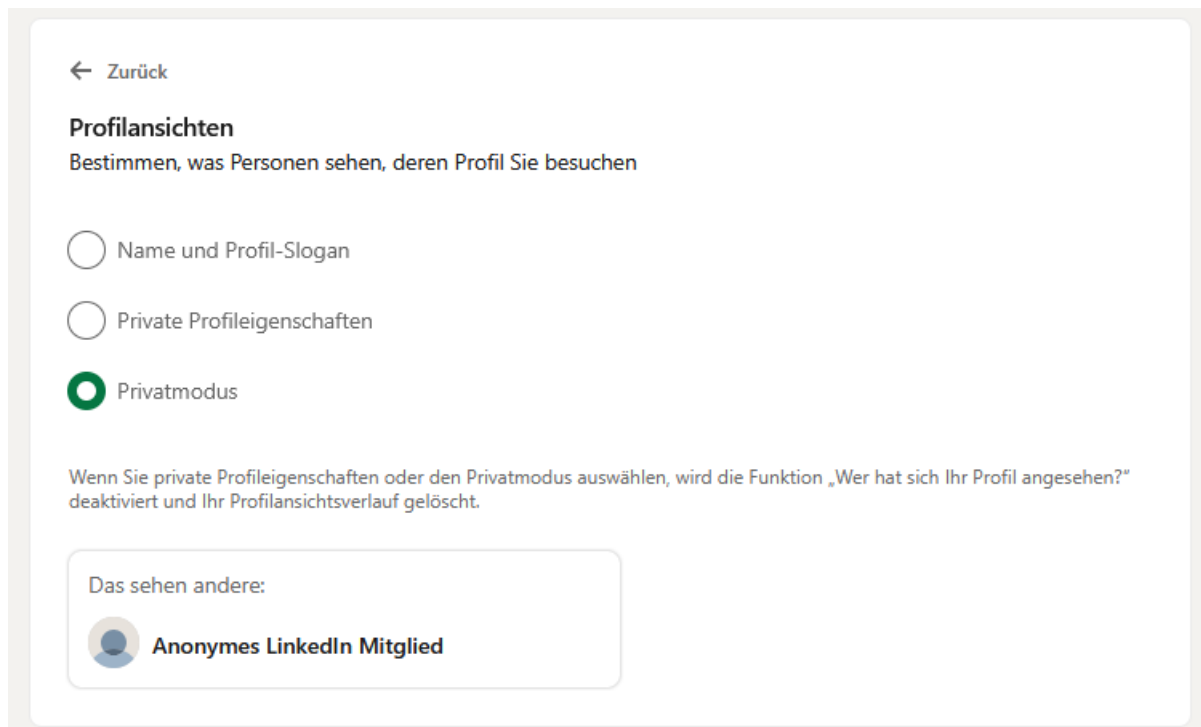 Zurück
Profilansichten
Bestimmen, was Personen sehen, deren Profil Sie besuchen
Name und Profil-Slogan
Private Profileigenschaften
Privatmodus
Wenn Sie private Profileigenschaften oder den Privatmodus auswählen, wird die Funktion „Wer hat sich Ihr Profil angesehen?“
deaktiviert und Ihr Profilansichtsverlauf gelöscht.
Das sehen andere:
Anonymes LinkedIn Mitglied